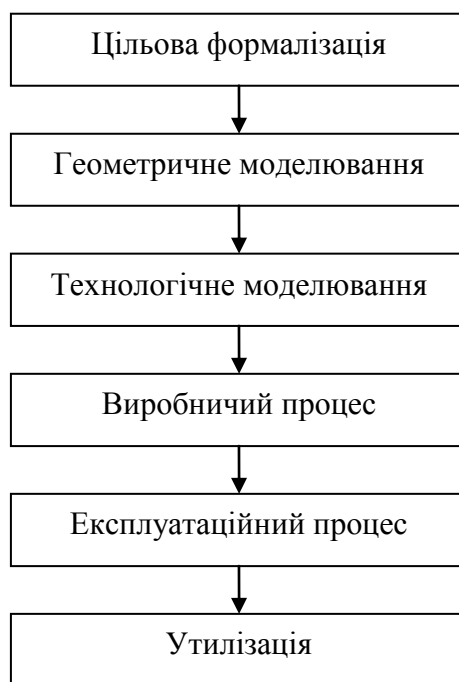 Цільова формалізація
Геометричне моделювання
Технологічне моделювання
Виробничий процес
Експлуатаційний процес
Утилізація